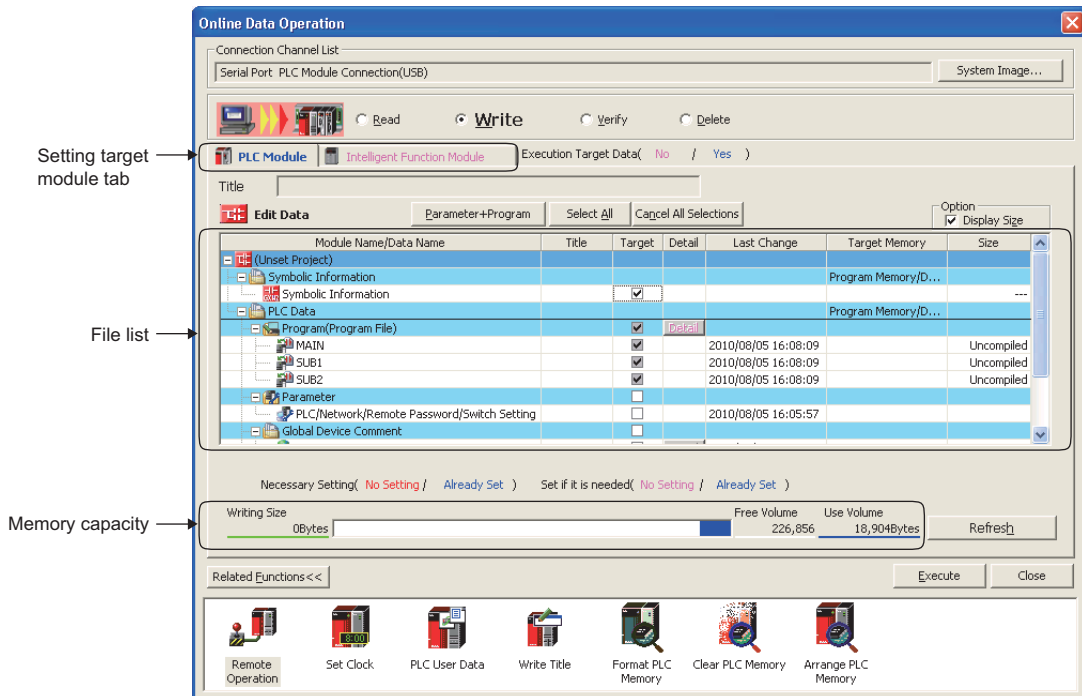 Online Data Operation
Connection Channel List
Serial Port PLC Module Connection(USB)
System Image...
Read
Write
Verify
Delete
Setting target
module tab
PLC Module
Intelligent Function Module
Execution Target Data( No / Yes )
Title
Edit Data
Parameter+Program
Select All
Cancel All Selections
Option
Display Size
Module Name/Data Name Title Target Detail Last Change Target Memory Size
(Unset Project)
Symbolic Information Program Memory/D...
Symbolic Information ---
PLC Data Program Memory/D...
File list
Program(Program File) Detail
MAIN 2010/08/05 16:08:09 Uncompiled
SUB1 2010/08/05 16:08:09 Uncompiled
SUB2 2010/08/05 16:08:09 Uncompiled
Parameter
PLC/Network/Remote Password/Switch Setting 2010/08/05 16:05:57
Global Device Comment
Necessary Setting( No Setting / Already Set ) Set if it is needed( No Setting / Already Set )
Memory capacity
Writing Size Free Volume Use Volume
0Bytes 226,856 18,904Bytes
Refresh
Related Functions<<
Execute
Close
8:00
Remote
Operation
Set Clock
PLC User Data
Write Title
Format PLC
Memory
Clear PLC Memory
Arrange PLC
Memory